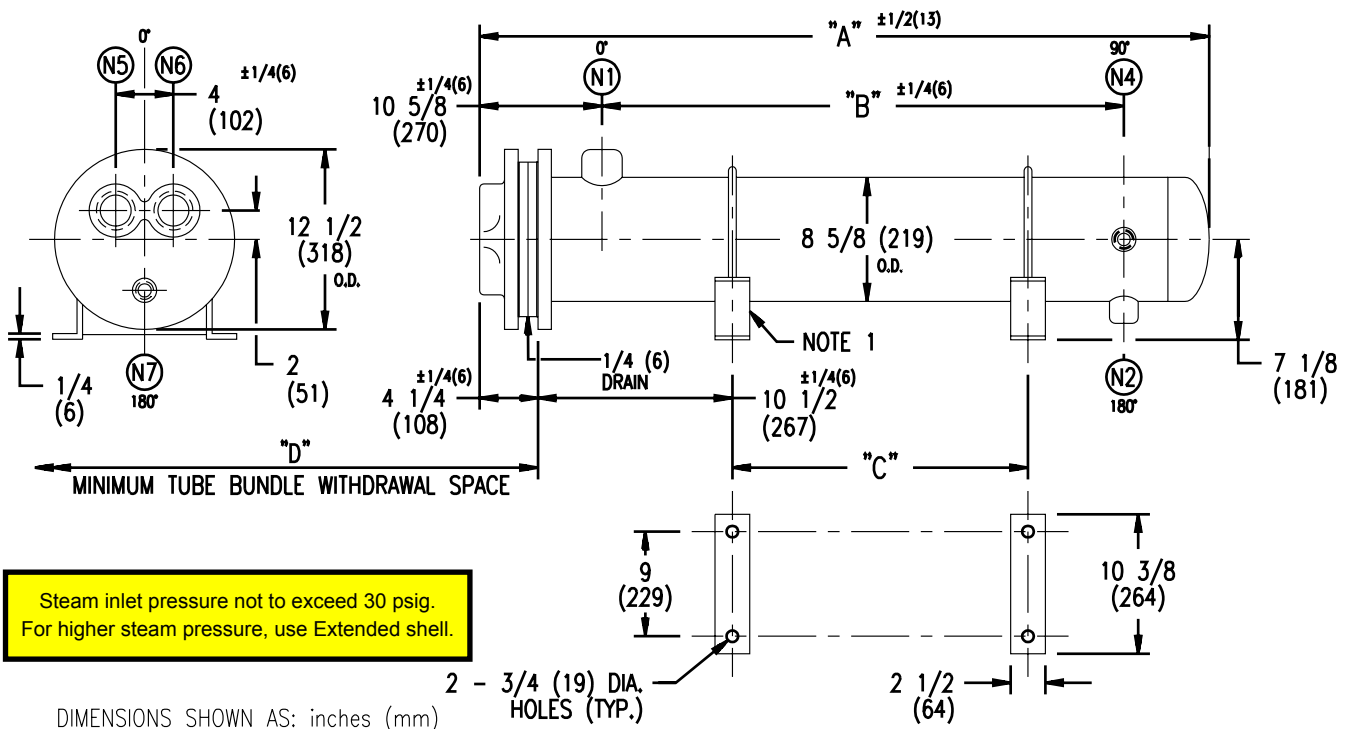 0°
N5 N6
±1/4(6)
4
(102)
12 1/2
(318)
O.D.
2
(51)
1/4
(6)
N7
180°
"A" ±1/2(13)
0°
N1
90°
N4
±1/4(6)
10 5/8
(270)
"B" ±1/4(6)
8 5/8 (219)
O.D.
NOTE 1
1/4 (6)
DRAIN
±1/4(6)
4 1/4
(108)
±1/4(6)
10 1/2
(267)
N2
180°
7 1/8
(181)
"D"
MINIMUM TUBE BUNDLE WITHDRAWAL SPACE
"C"
9
(229)
10 3/8
(264)
2 - 3/4 (19) DIA.
HOLES (TYP.)
2 1/2
(64)
Steam inlet pressure not to exceed 30 psig.
For higher steam pressure, use Extended shell.
DIMENSIONS SHOWN AS: inches (mm)